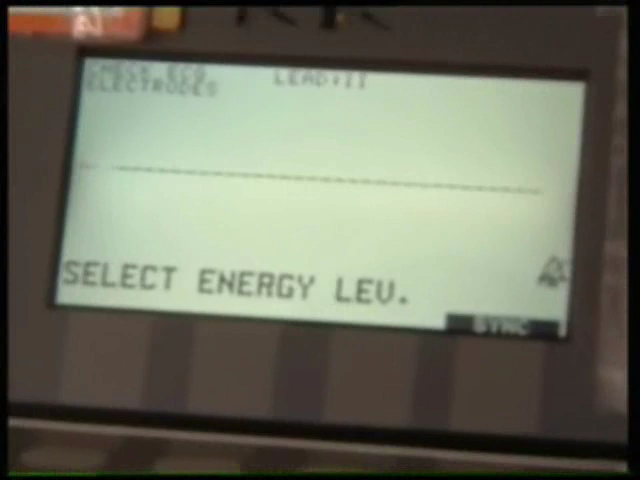 CHECK ECG LEAD:II
ELECTRODES
SELECT ENERGY LEV.
SYNC